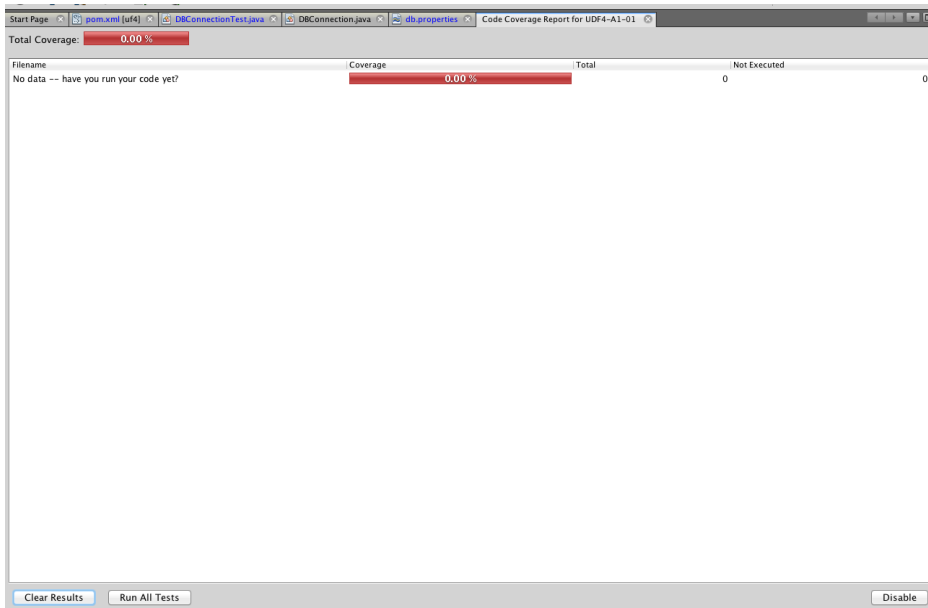 Start Page pom.xml [uf4] DBConnectionTest.java DBConnection.java db.properties Code Coverage Report for UDF4-A1-01
Total Coverage: 0.00 %
Filename Coverage Total Not Executed
No data -- have you run your code yet? 0.00 % 0 0
Clear Results Run All Tests Disable